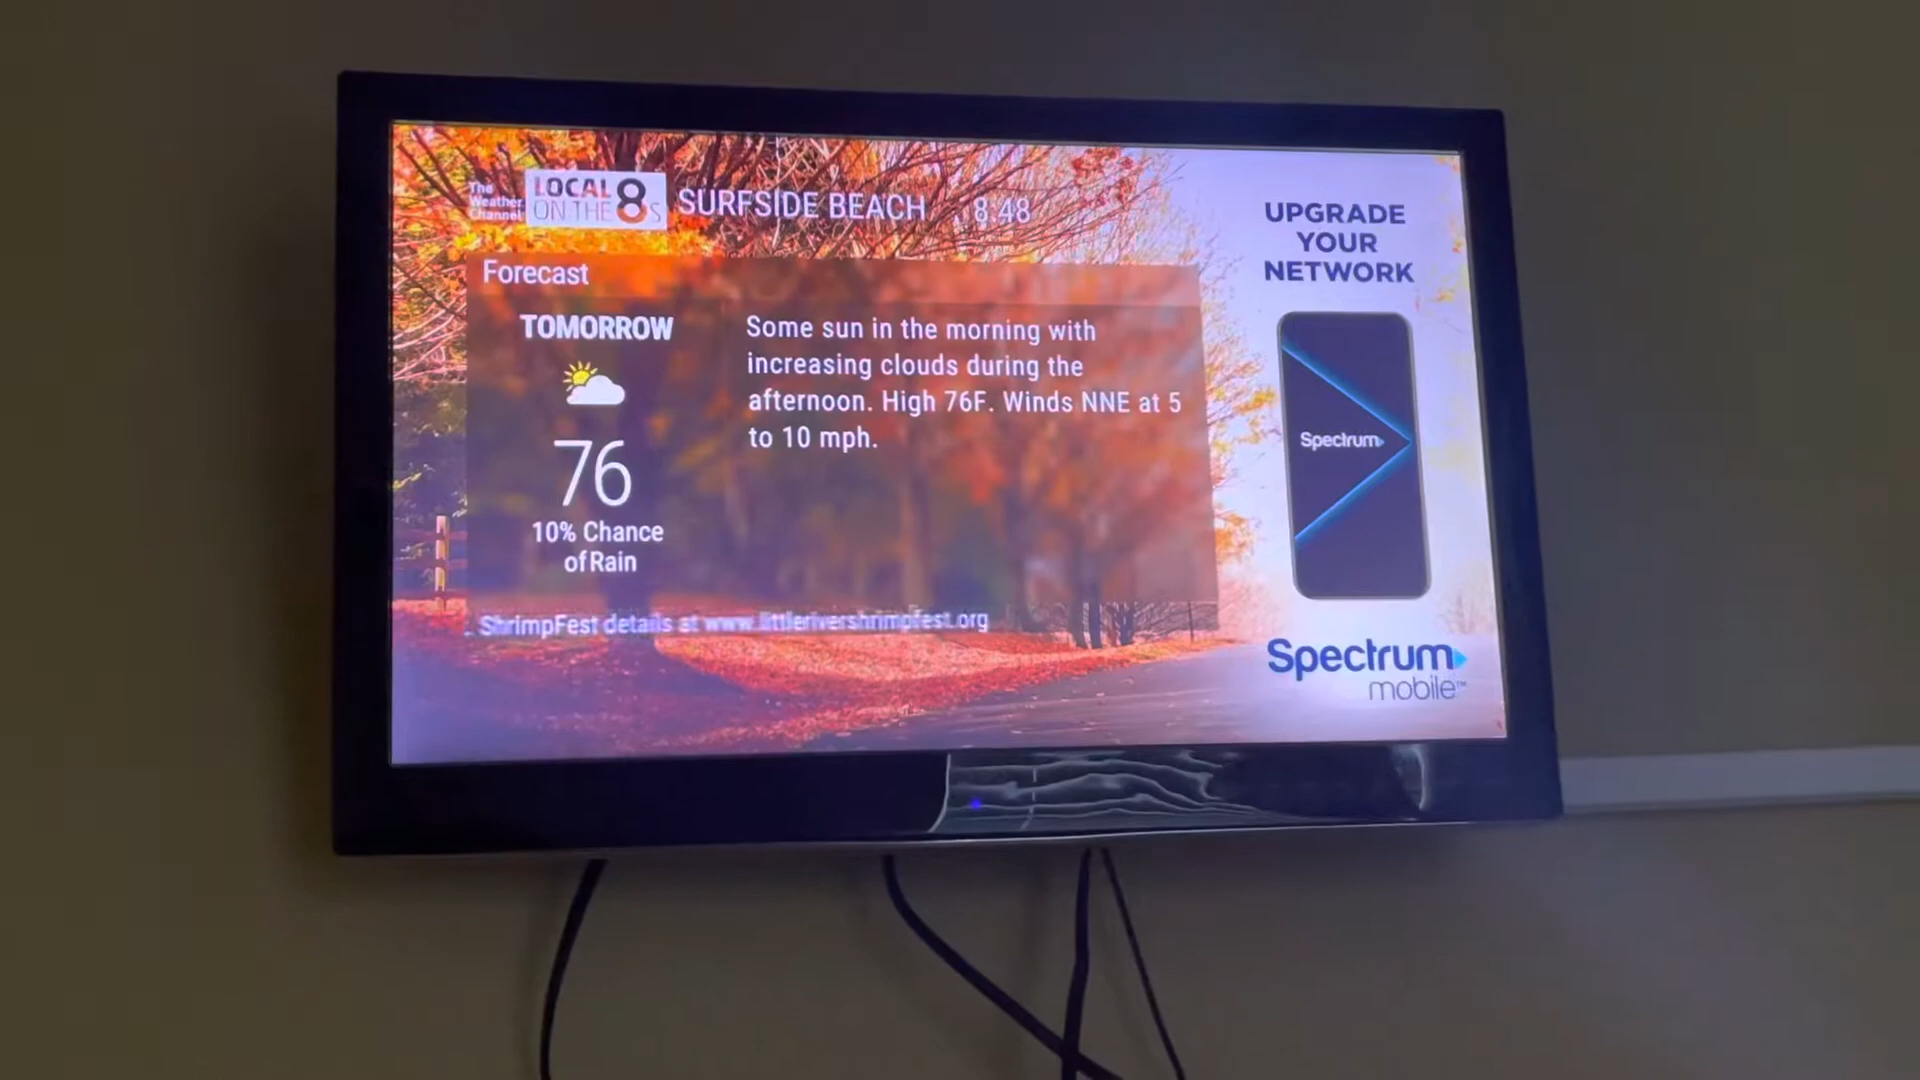 The
Weather
Channel
LOCAL
ON THE 8s
SURFSIDE BEACH 8:48
Forecast
TOMORROW
76
10% Chance
of Rain
Some sun in the morning with
increasing clouds during the
afternoon. High 76F. Winds NNE at 5
to 10 mph.
ShrimpFest details at www.littlerivershrimpfest.org
UPGRADE
YOUR
NETWORK
Spectrum
Spectrum
mobile™